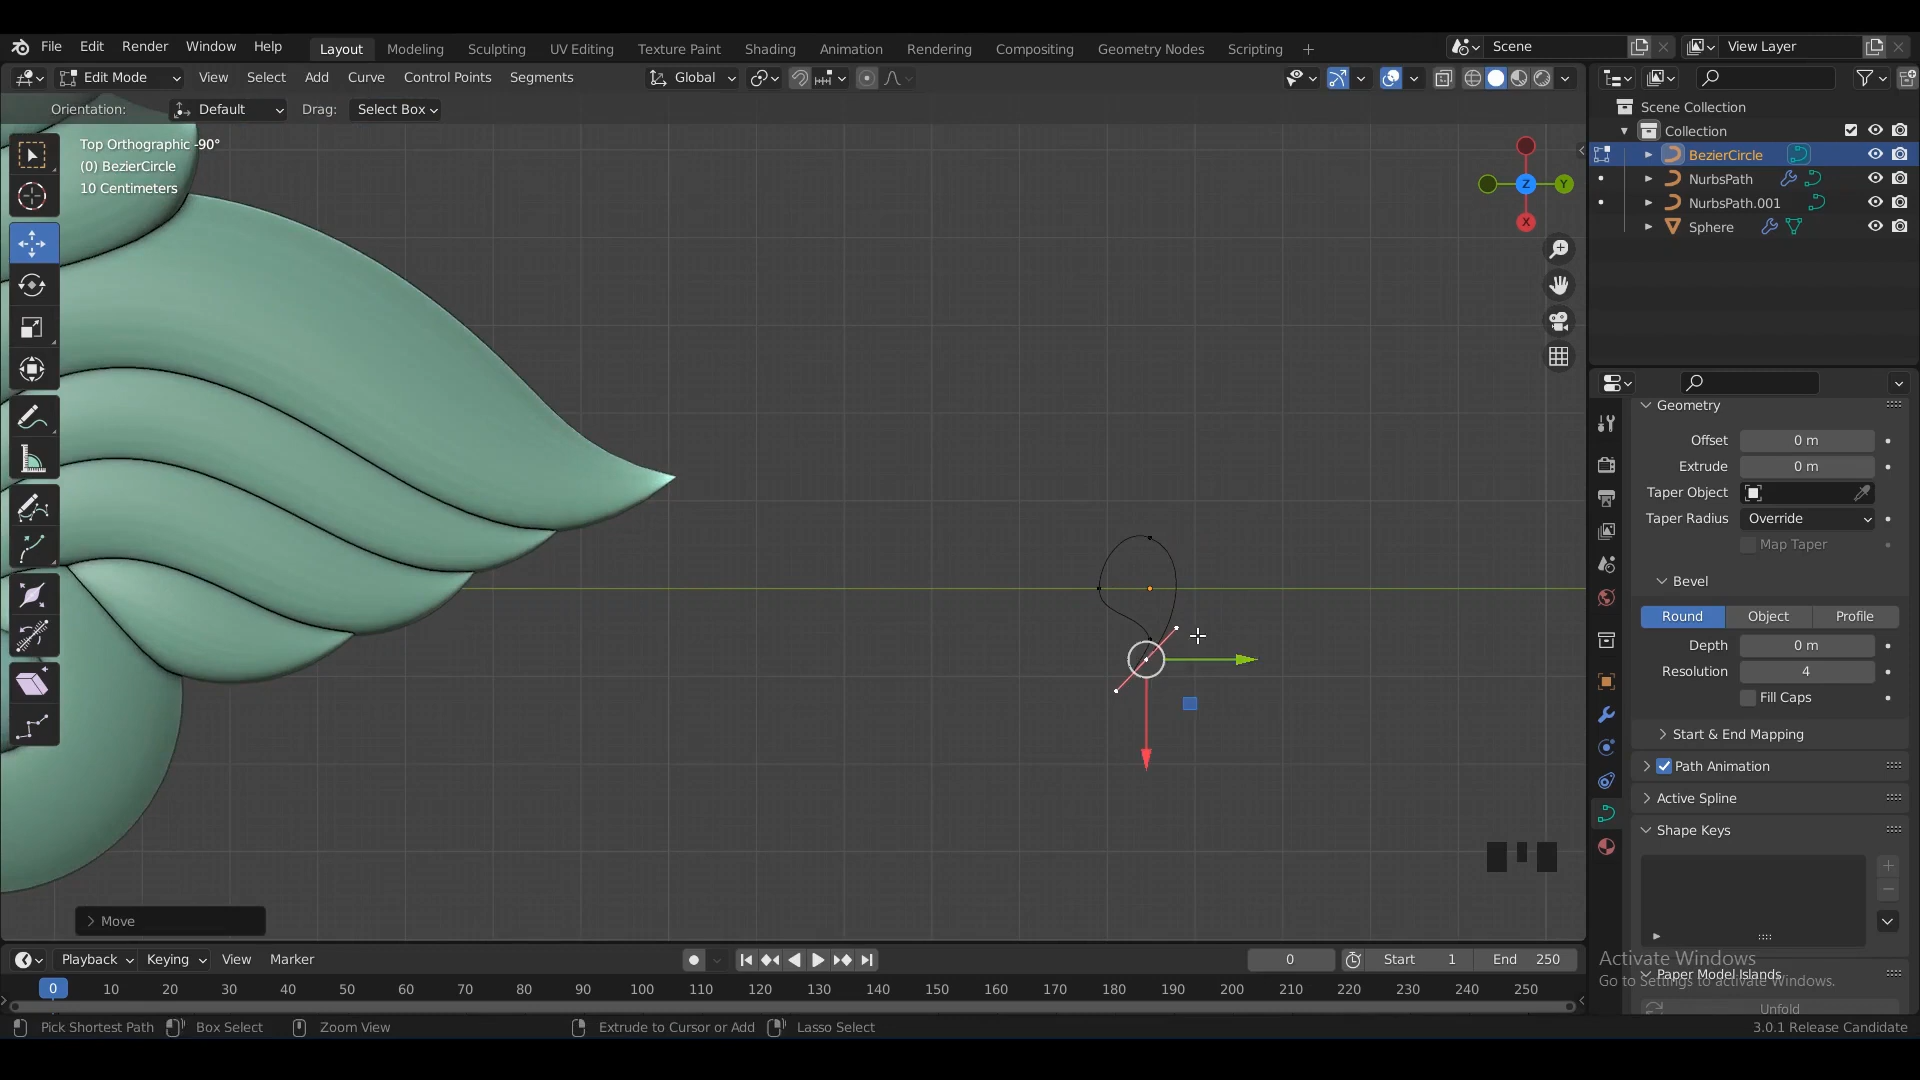 File Edit Render Window Help Layout Modeling Sculpting UV Editing Texture Paint Shading Animation Rendering Compositing Geometry Nodes Scripting + Scene View Layer
Edit Mode View Select Add Curve Control Points Segments Global
Orientation: Default Drag: Select Box
Top Orthographic -90°
(0) BezierCircle
10 Centimeters
X
Y
Z
Scene Collection
Collection
BezierCircle
NurbsPath
NurbsPath.001
Sphere
Geometry
Offset 0 m
Extrude 0 m
Taper Object
Taper Radius Override
Map Taper
Bevel
Round Object Profile
Depth 0 m
Resolution 4
Fill Caps
Start & End Mapping
Path Animation
Active Spline
Shape Keys
Paper Model Islands
Unfold
Activate Windows
Go to Settings to activate Windows.
Move
Playback Keying View Marker 0 Start 1 End 250
0 10 20 30 40 50 60 70 80 90 100 110 120 130 140 150 160 170 180 190 200 210 220 230 240 250
Pick Shortest Path Box Select Zoom View Extrude to Cursor or Add Lasso Select 3.0.1 Release Candidate